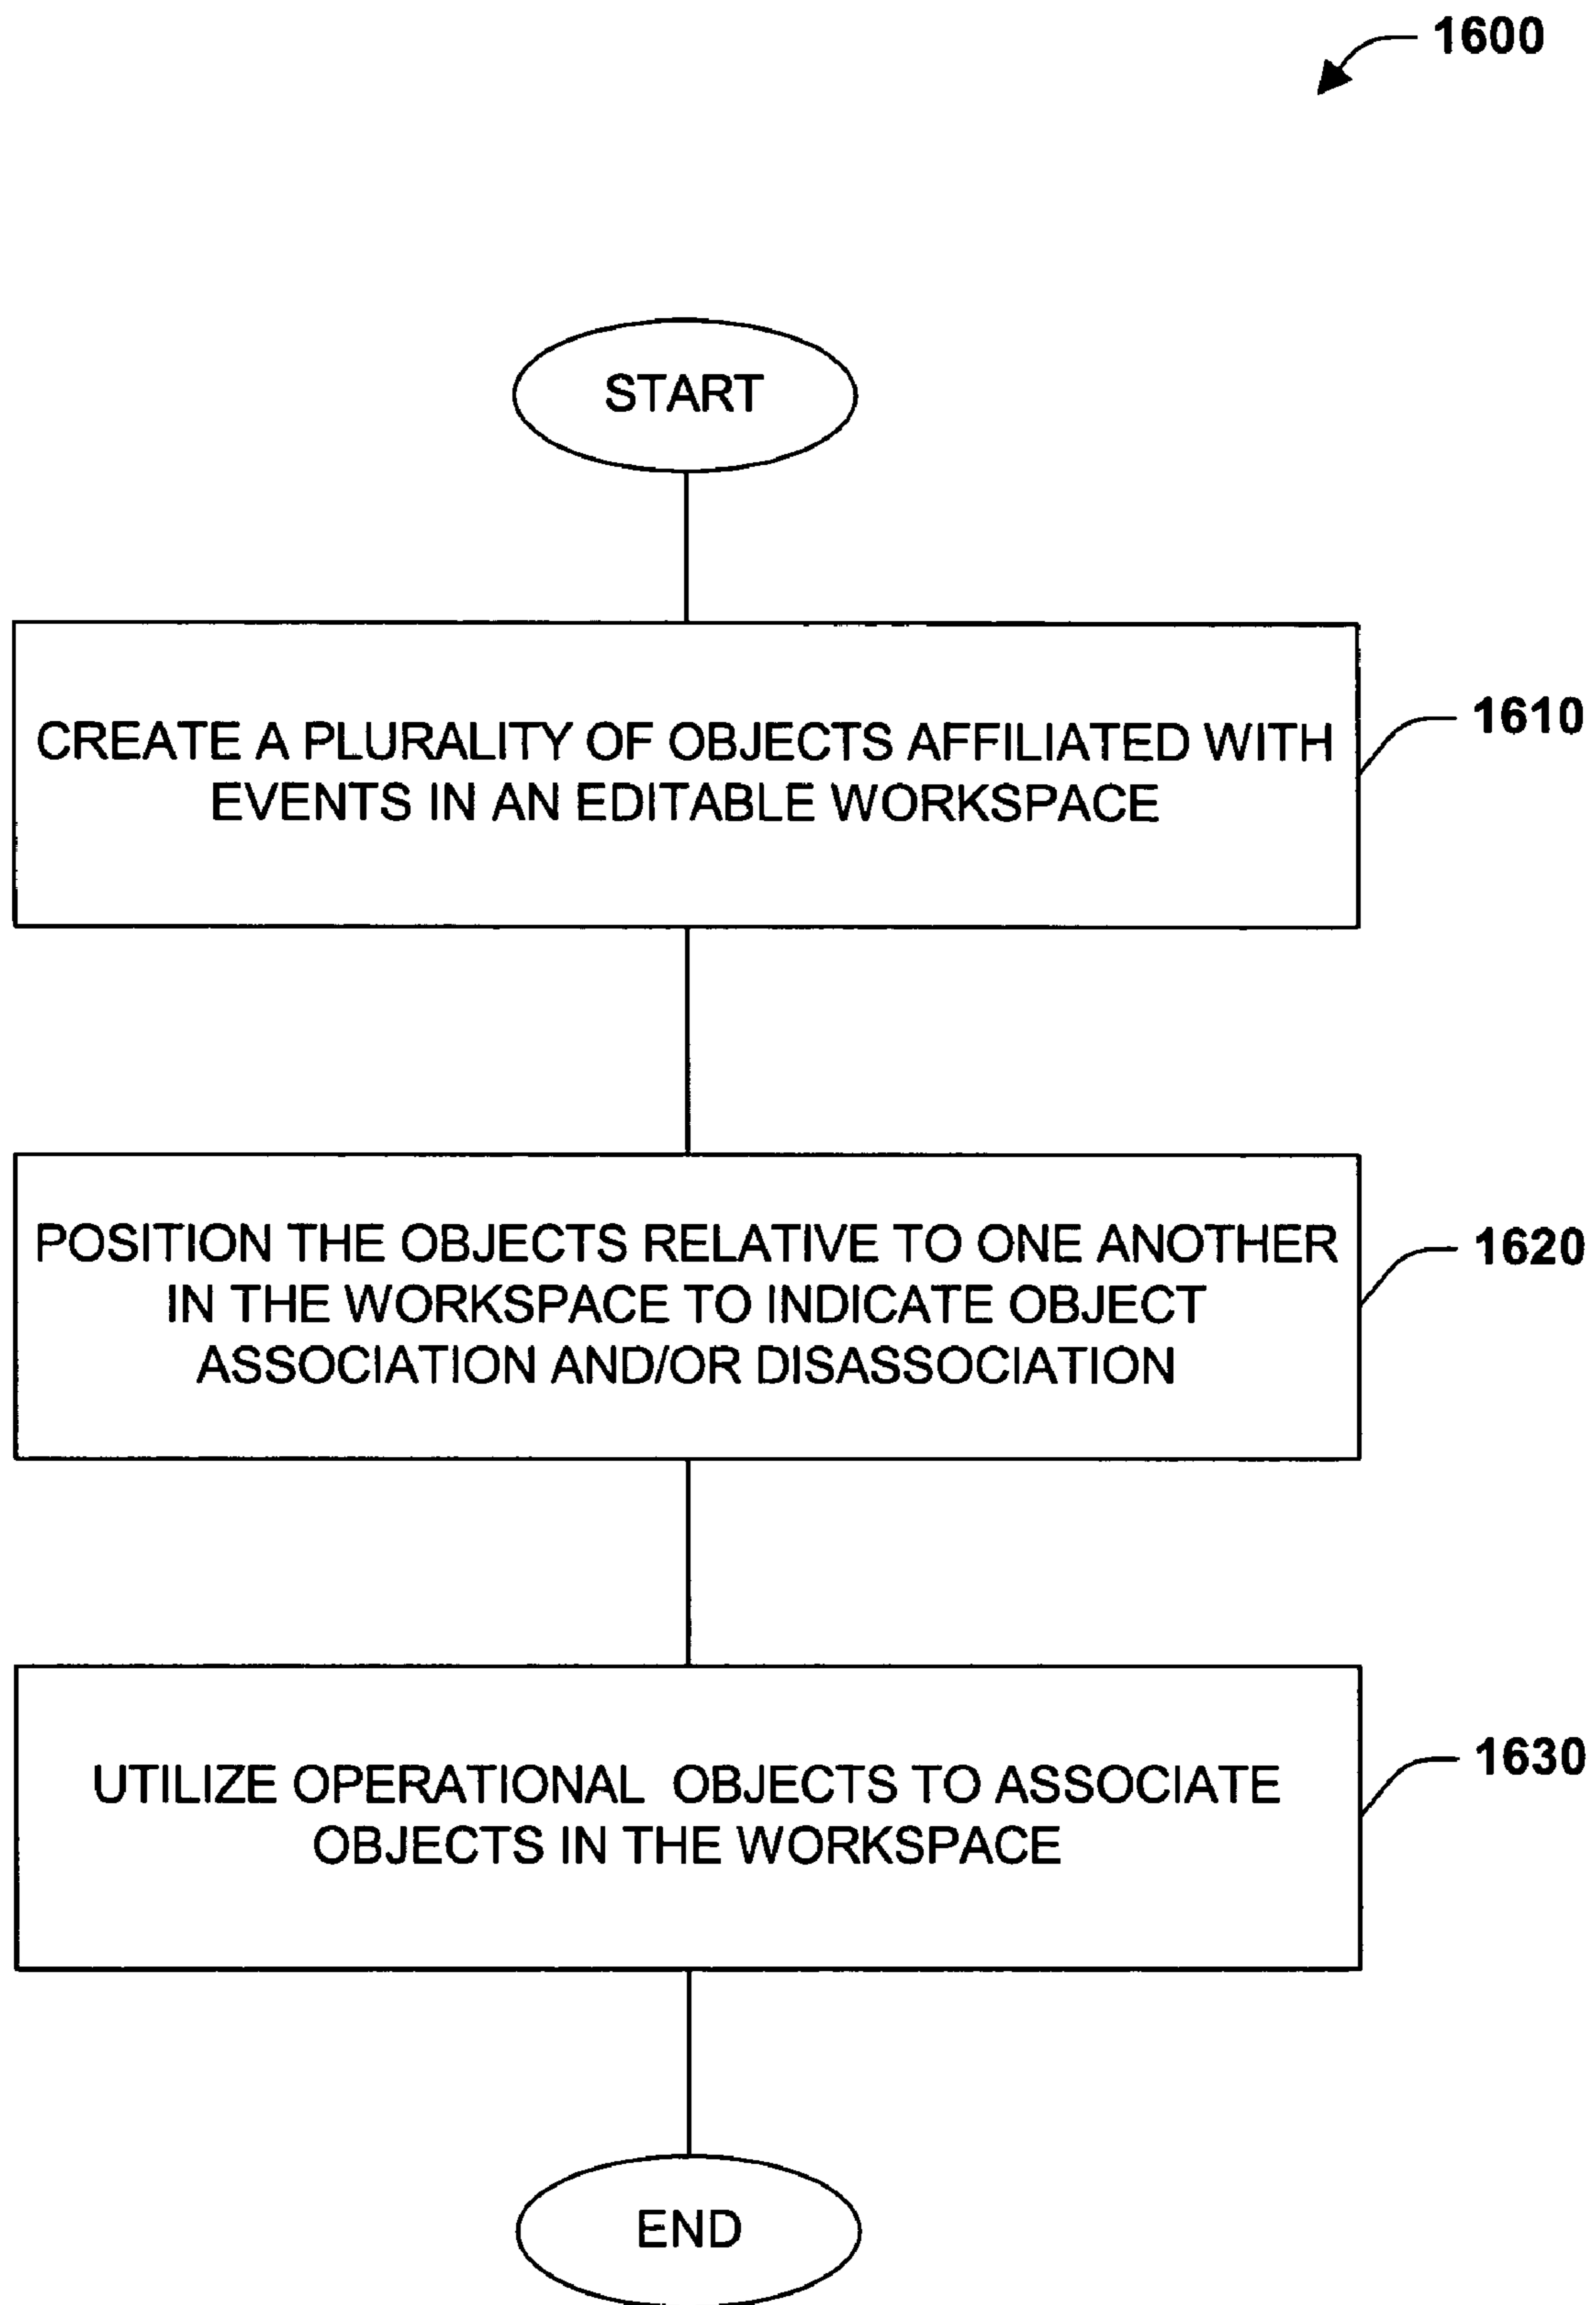 1600
START
CREATE A PLURALITY OF OBJECTS AFFILIATED WITH
EVENTS IN AN EDITABLE WORKSPACE
1610
POSITION THE OBJECTS RELATIVE TO ONE ANOTHER
IN THE WORKSPACE TO INDICATE OBJECT
ASSOCIATION AND/OR DISASSOCIATION
1620
UTILIZE OPERATIONAL OBJECTS TO ASSOCIATE
OBJECTS IN THE WORKSPACE
1630
END